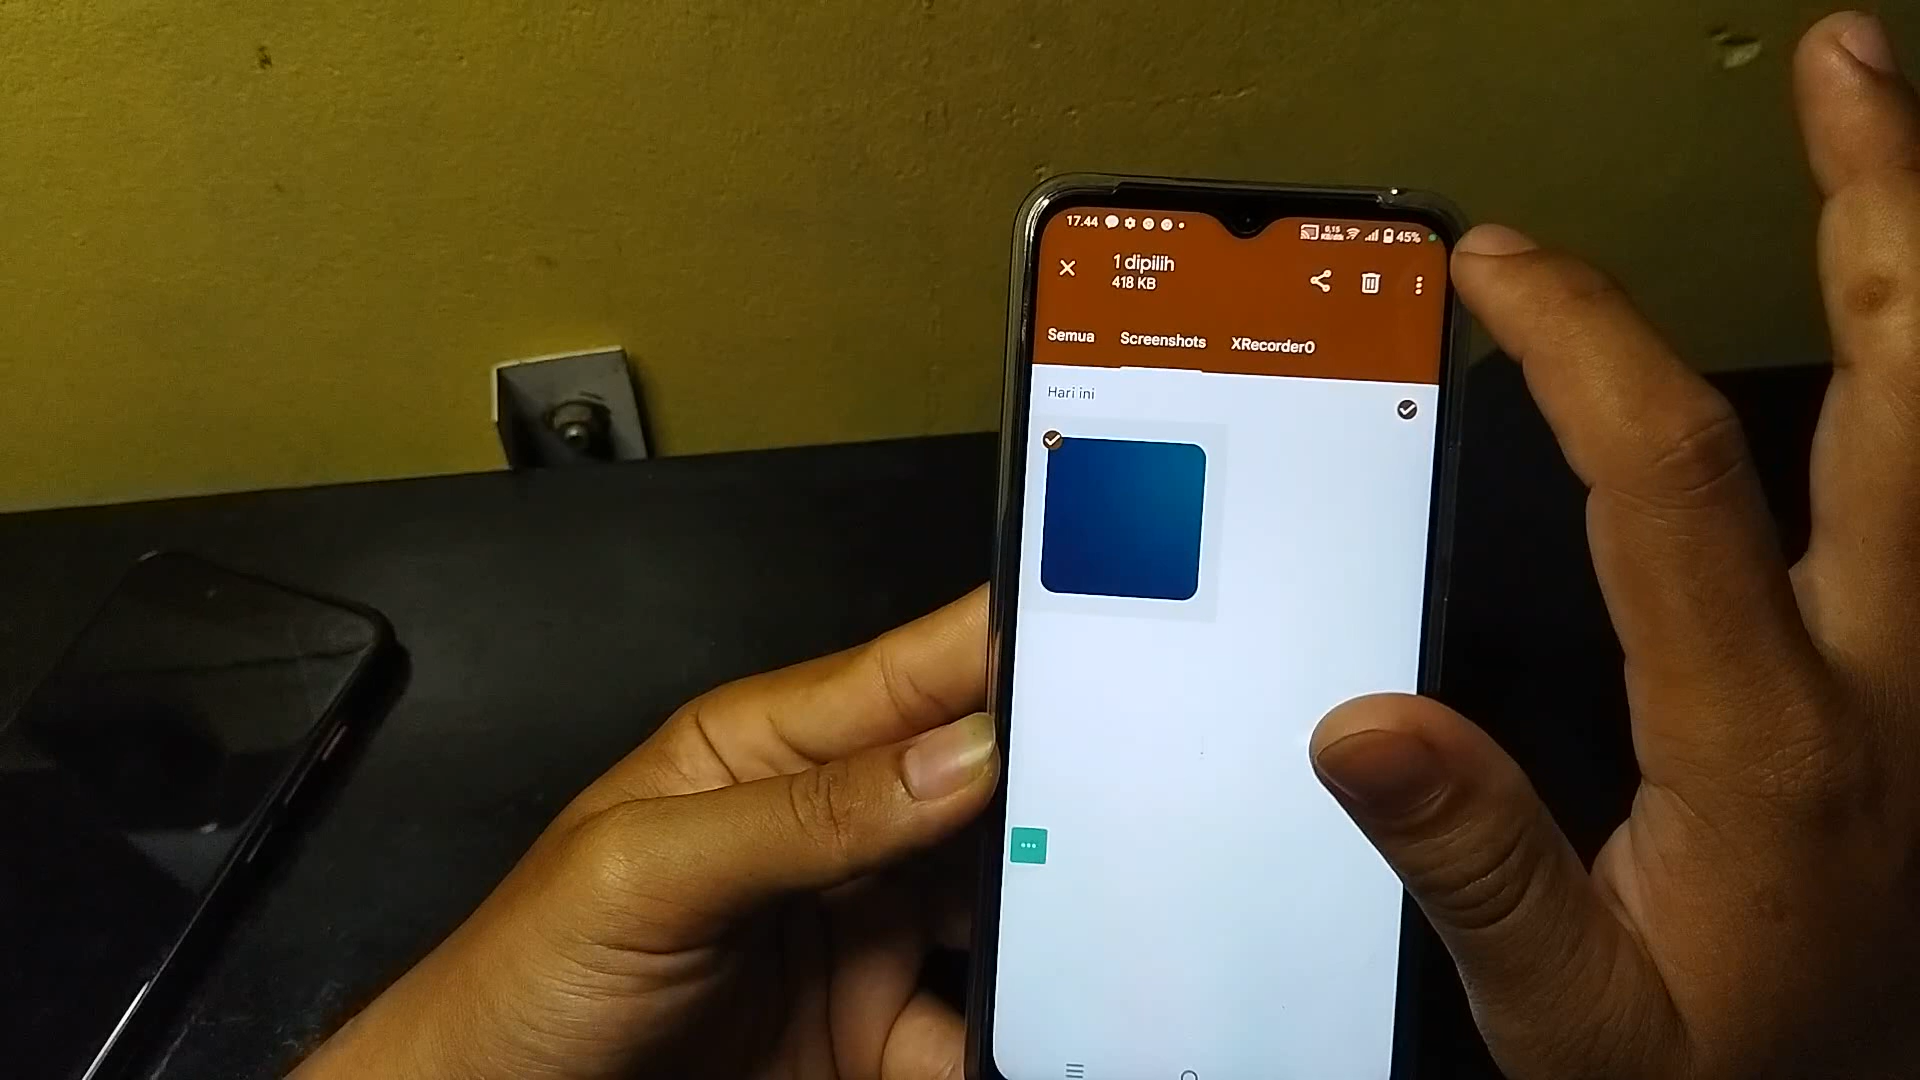 17.44
45%
1 dipilih
418 KB
Semua Screenshots XRecorder0
Hari ini